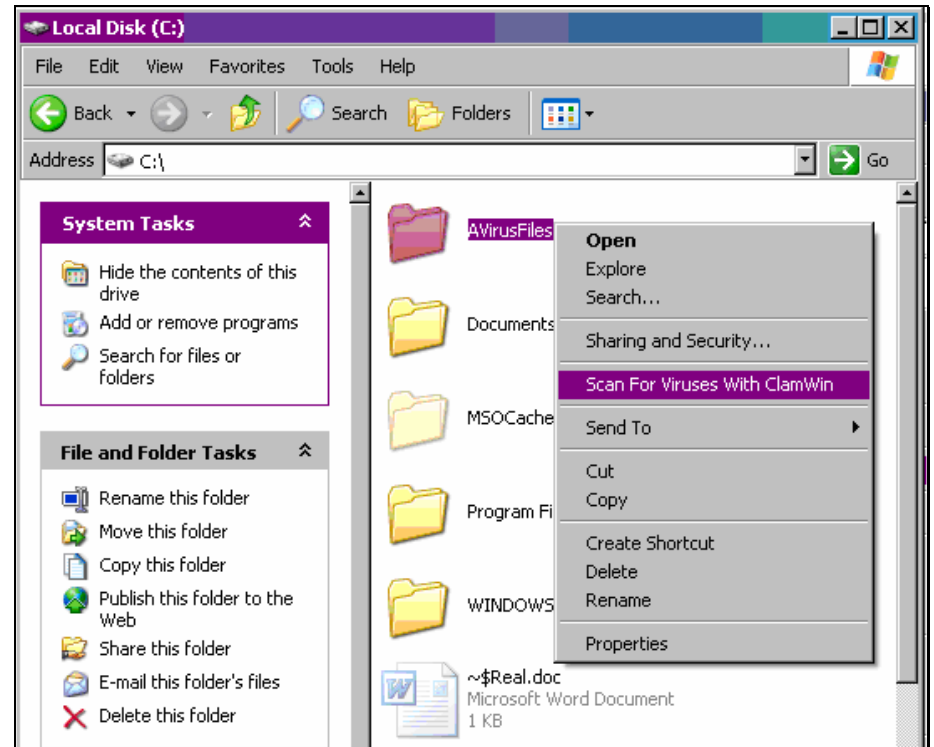 Local Disk (C:)
File Edit View Favorites Tools Help
Back Search Folders
Address C:\ Go
System Tasks
Hide the contents of this
drive
Add or remove programs
Search for files or
folders
File and Folder Tasks
Rename this folder
Move this folder
Copy this folder
Publish this folder to the
Web
Share this folder
E-mail this folder's files
Delete this folder
AVirusFiles
Documents
MSOCache
Program Fi
WINDOWS
~$Real.doc
Microsoft Word Document
1 KB
Open
Explore
Search...
Sharing and Security...
Scan For Viruses With ClamWin
Send To
Cut
Copy
Create Shortcut
Delete
Rename
Properties